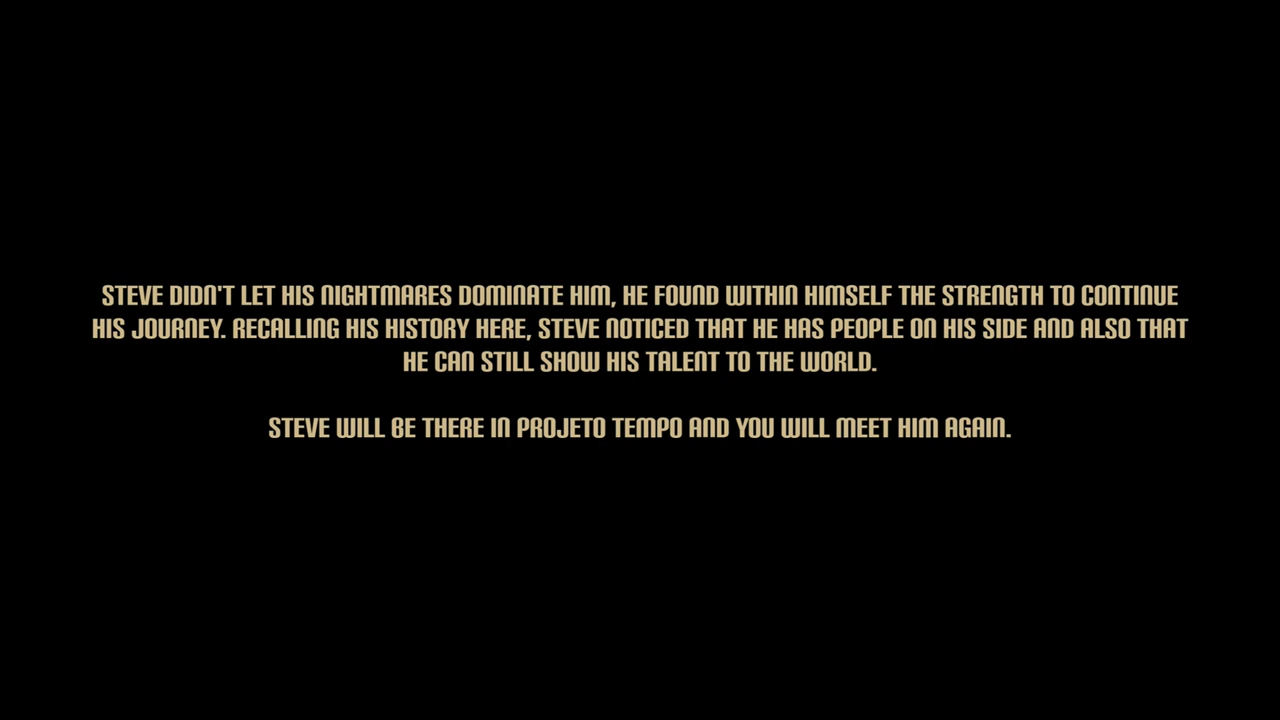 STEVE DIDN'T LET HIS NIGHTMARES DOMINATE HIM, HE FOUND WITHIN HIMSELF THE STRENGTH TO CONTINUE
HIS JOURNEY. RECALLING HIS HISTORY HERE, STEVE NOTICED THAT HE HAS PEOPLE ON HIS SIDE AND ALSO THAT
HE CAN STILL SHOW HIS TALENT TO THE WORLD.
STEVE WILL BE THERE IN PROJETO TEMPO AND YOU WILL MEET HIM AGAIN.